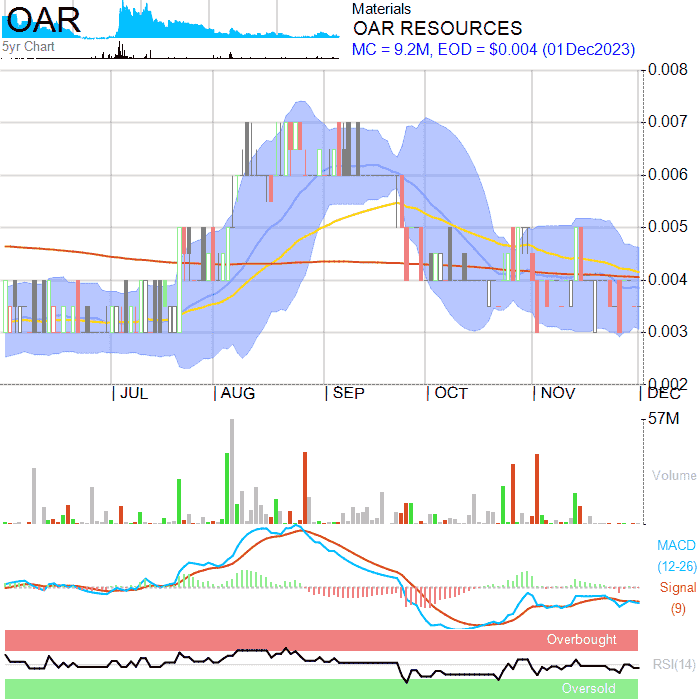 OAR
5yr Chart
Materials
OAR RESOURCES
MC = 9.2M, EOD = $0.004 (01Dec2023)
0.008
0.007
0.006
0.005
0.004
0.003
0.002
JUL AUG SEP OCT NOV DEC
57M
Volume
MACD
(12-26)
Signal
(9)
Overbought
RSI(14)
Oversold